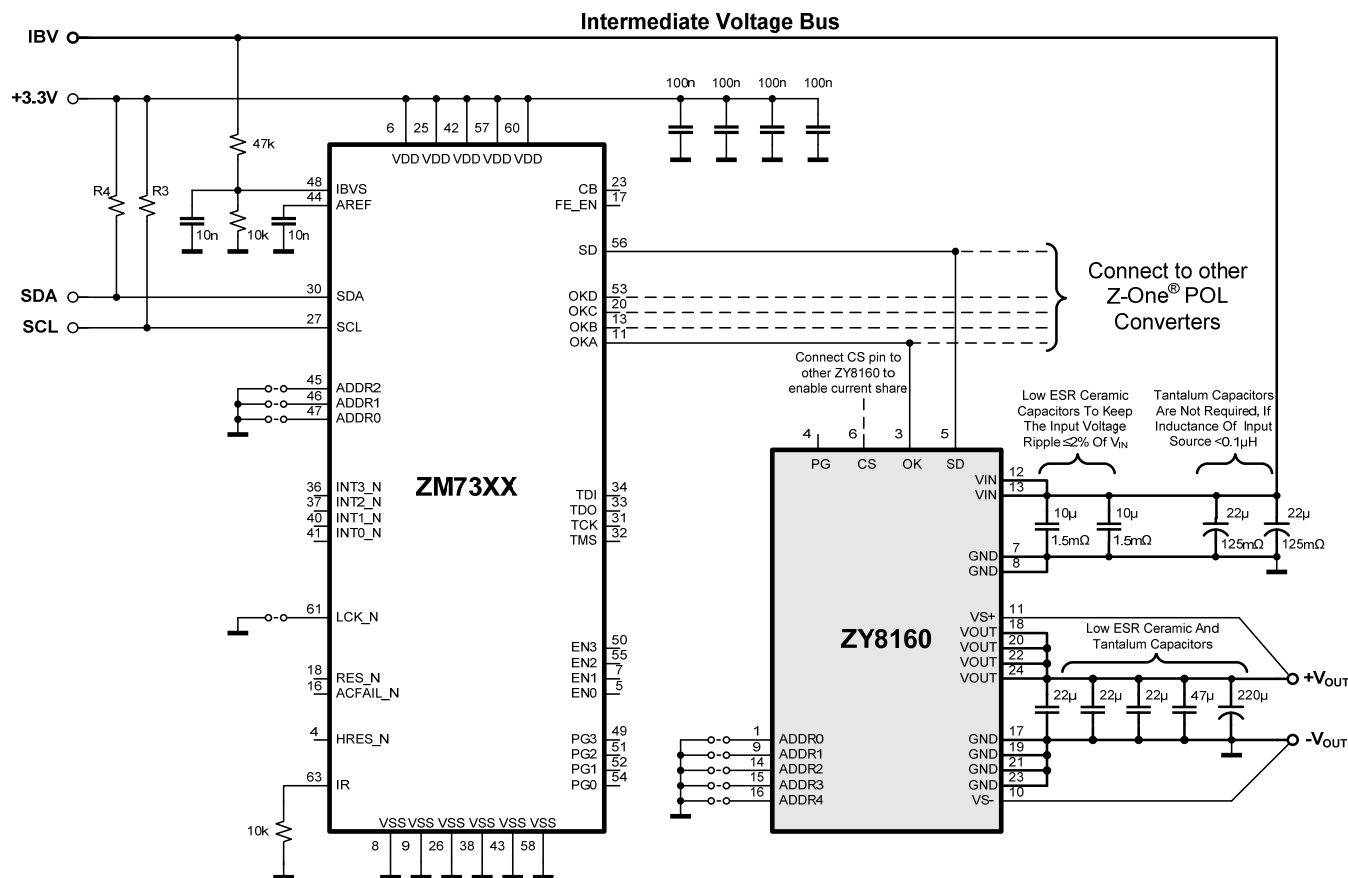 Intermediate Voltage Bus
IBV
+3.3V
100n 100n 100n 100n
6 25 42 57 60
VDD VDD VDD VDD VDD
47k
R4 R3
10n 10k 10n
48 IBVS
44 AREF
CB 23
FE_EN 17
SD 56
SDA
30 SDA
SCL
27 SCL
OKD 53
OKC 20
OKB 13
OKA 11
Connect to other
Z-One® POL
Converters
45 ADDR2
46 ADDR1
47 ADDR0
Connect CS pin to
other ZY8160 to
enable current share
Low ESR Ceramic
Capacitors To Keep
The Input Voltage
Ripple ≤2% Of VIN
Tantalum Capacitors
Are Not Required, If
Inductance Of Input
Source <0.1µH
4 6 3 5
PG CS OK SD
ZM73XX
36 INT3_N
37 INT2_N
40 INT1_N
41 INT0_N
TDI 34
TDO 33
TCK 31
TMS 32
VIN 12
VIN 13
10µ 10µ 22µ 22µ
1.5mΩ 1.5mΩ 125mΩ 125mΩ
GND 7
GND 8
61 LCK_N
EN3 50
EN2 55
EN1 7
EN0 5
18 RES_N
16 ACFAIL_N
4 HRES_N
PG3 49
PG2 51
PG1 52
PG0 54
63 IR
10k
VSS VSS VSS VSS VSS VSS
8 9 26 38 43 58
ZY8160
VS+ 11
VOUT 18
VOUT 20
VOUT 22
VOUT 24
Low ESR Ceramic And
Tantalum Capacitors
+VOUT
22µ 22µ 22µ 47µ 220µ
1 ADDR0
9 ADDR1
14 ADDR2
15 ADDR3
16 ADDR4
GND 17
GND 19
GND 21
GND 23
VS- 10
-VOUT